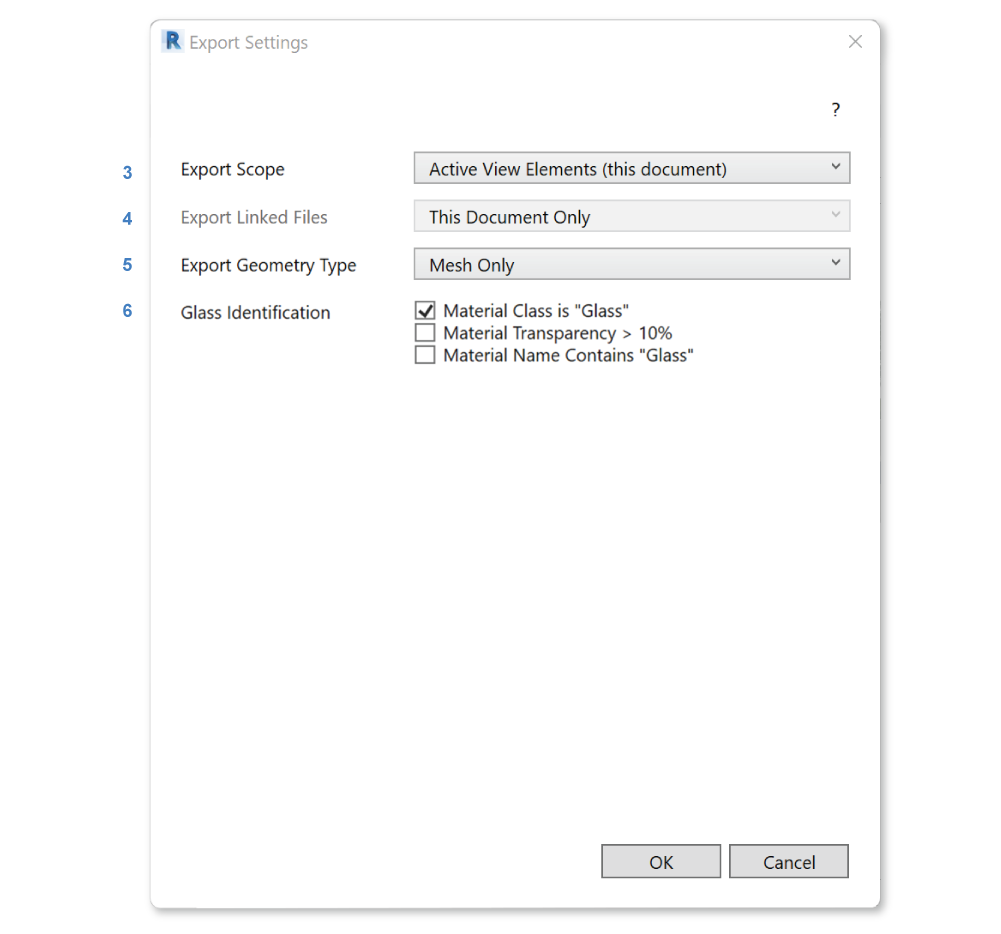 R Export Settings
?
3 Export Scope Active View Elements (this document)
4 Export Linked Files This Document Only
5 Export Geometry Type Mesh Only
6 Glass Identification Material Class is "Glass"
Material Transparency > 10%
Material Name Contains "Glass"
OK Cancel